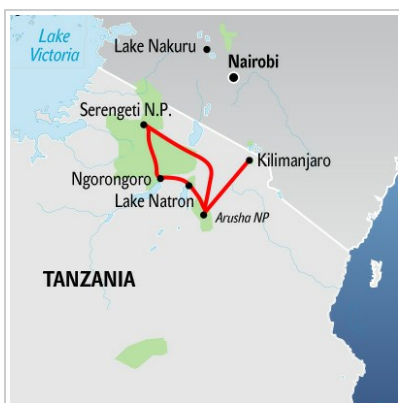 Lake
Victoria
Lake Nakuru
Nairobi
Serengeti N.P.
Kilimanjaro
Ngorongoro
Lake Natron
Arusha NP
TANZANIA